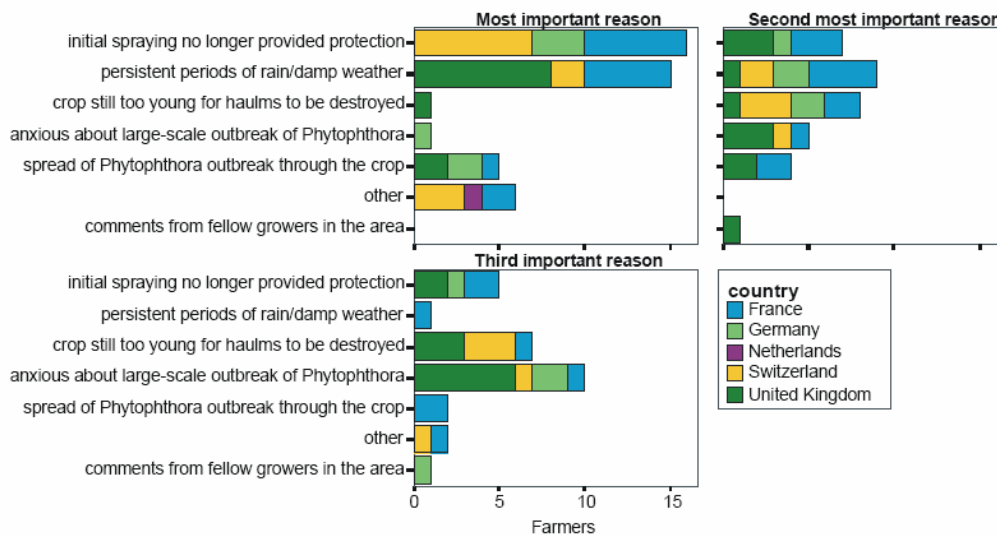 Most important reason
Second most important reason
initial spraying no longer provided protection
persistent periods of rain/damp weather
crop still too young for haulms to be destroyed
anxious about large-scale outbreak of Phytophthora
spread of Phytophthora outbreak through the crop
other
comments from fellow growers in the area
Third important reason
initial spraying no longer provided protection
persistent periods of rain/damp weather
crop still too young for haulms to be destroyed
anxious about large-scale outbreak of Phytophthora
spread of Phytophthora outbreak through the crop
other
comments from fellow growers in the area
0 5 10 15
Farmers
country
France
Germany
Netherlands
Switzerland
United Kingdom